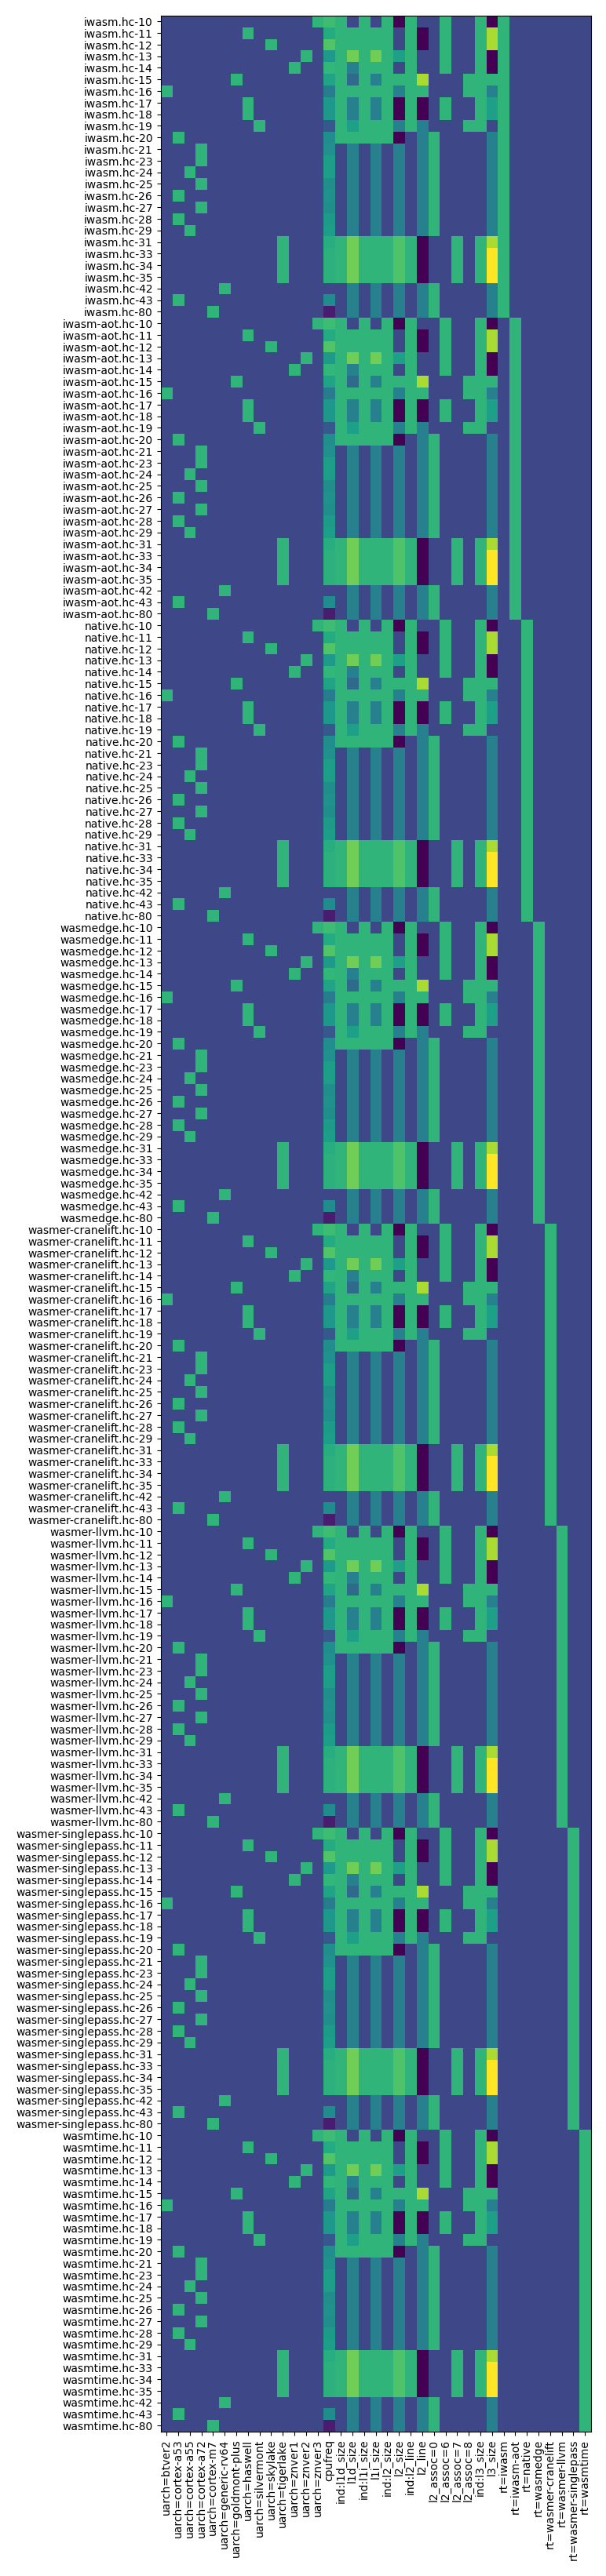 iwasm.hc-10
iwasm.hc-11
iwasm.hc-12
iwasm.hc-13
iwasm.hc-14
iwasm.hc-15
iwasm.hc-16
iwasm.hc-17
iwasm.hc-18
iwasm.hc-19
iwasm.hc-20
iwasm.hc-21
iwasm.hc-23
iwasm.hc-24
iwasm.hc-25
iwasm.hc-26
iwasm.hc-27
iwasm.hc-28
iwasm.hc-29
iwasm.hc-31
iwasm.hc-33
iwasm.hc-34
iwasm.hc-35
iwasm.hc-42
iwasm.hc-43
iwasm.hc-80
iwasm-aot.hc-10
iwasm-aot.hc-11
iwasm-aot.hc-12
iwasm-aot.hc-13
iwasm-aot.hc-14
iwasm-aot.hc-15
iwasm-aot.hc-16
iwasm-aot.hc-17
iwasm-aot.hc-18
iwasm-aot.hc-19
iwasm-aot.hc-20
iwasm-aot.hc-21
iwasm-aot.hc-23
iwasm-aot.hc-24
iwasm-aot.hc-25
iwasm-aot.hc-26
iwasm-aot.hc-27
iwasm-aot.hc-28
iwasm-aot.hc-29
iwasm-aot.hc-31
iwasm-aot.hc-33
iwasm-aot.hc-34
iwasm-aot.hc-35
iwasm-aot.hc-42
iwasm-aot.hc-43
iwasm-aot.hc-80
native.hc-10
native.hc-11
native.hc-12
native.hc-13
native.hc-14
native.hc-15
native.hc-16
native.hc-17
native.hc-18
native.hc-19
native.hc-20
native.hc-21
native.hc-23
native.hc-24
native.hc-25
native.hc-26
native.hc-27
native.hc-28
native.hc-29
native.hc-31
native.hc-33
native.hc-34
native.hc-35
native.hc-42
native.hc-43
native.hc-80
wasmedge.hc-10
wasmedge.hc-11
wasmedge.hc-12
wasmedge.hc-13
wasmedge.hc-14
wasmedge.hc-15
wasmedge.hc-16
wasmedge.hc-17
wasmedge.hc-18
wasmedge.hc-19
wasmedge.hc-20
wasmedge.hc-21
wasmedge.hc-23
wasmedge.hc-24
wasmedge.hc-25
wasmedge.hc-26
wasmedge.hc-27
wasmedge.hc-28
wasmedge.hc-29
wasmedge.hc-31
wasmedge.hc-33
wasmedge.hc-34
wasmedge.hc-35
wasmedge.hc-42
wasmedge.hc-43
wasmedge.hc-80
wasmer-cranelift.hc-10
wasmer-cranelift.hc-11
wasmer-cranelift.hc-12
wasmer-cranelift.hc-13
wasmer-cranelift.hc-14
wasmer-cranelift.hc-15
wasmer-cranelift.hc-16
wasmer-cranelift.hc-17
wasmer-cranelift.hc-18
wasmer-cranelift.hc-19
wasmer-cranelift.hc-20
wasmer-cranelift.hc-21
wasmer-cranelift.hc-23
wasmer-cranelift.hc-24
wasmer-cranelift.hc-25
wasmer-cranelift.hc-26
wasmer-cranelift.hc-27
wasmer-cranelift.hc-28
wasmer-cranelift.hc-29
wasmer-cranelift.hc-31
wasmer-cranelift.hc-33
wasmer-cranelift.hc-34
wasmer-cranelift.hc-35
wasmer-cranelift.hc-42
wasmer-cranelift.hc-43
wasmer-cranelift.hc-80
wasmer-llvm.hc-10
wasmer-llvm.hc-11
wasmer-llvm.hc-12
wasmer-llvm.hc-13
wasmer-llvm.hc-14
wasmer-llvm.hc-15
wasmer-llvm.hc-16
wasmer-llvm.hc-17
wasmer-llvm.hc-18
wasmer-llvm.hc-19
wasmer-llvm.hc-20
wasmer-llvm.hc-21
wasmer-llvm.hc-23
wasmer-llvm.hc-24
wasmer-llvm.hc-25
wasmer-llvm.hc-26
wasmer-llvm.hc-27
wasmer-llvm.hc-28
wasmer-llvm.hc-29
wasmer-llvm.hc-31
wasmer-llvm.hc-33
wasmer-llvm.hc-34
wasmer-llvm.hc-35
wasmer-llvm.hc-42
wasmer-llvm.hc-43
wasmer-llvm.hc-80
wasmer-singlepass.hc-10
wasmer-singlepass.hc-11
wasmer-singlepass.hc-12
wasmer-singlepass.hc-13
wasmer-singlepass.hc-14
wasmer-singlepass.hc-15
wasmer-singlepass.hc-16
wasmer-singlepass.hc-17
wasmer-singlepass.hc-18
wasmer-singlepass.hc-19
wasmer-singlepass.hc-20
wasmer-singlepass.hc-21
wasmer-singlepass.hc-23
wasmer-singlepass.hc-24
wasmer-singlepass.hc-25
wasmer-singlepass.hc-26
wasmer-singlepass.hc-27
wasmer-singlepass.hc-28
wasmer-singlepass.hc-29
wasmer-singlepass.hc-31
wasmer-singlepass.hc-33
wasmer-singlepass.hc-34
wasmer-singlepass.hc-35
wasmer-singlepass.hc-42
wasmer-singlepass.hc-43
wasmer-singlepass.hc-80
wasmtime.hc-10
wasmtime.hc-11
wasmtime.hc-12
wasmtime.hc-13
wasmtime.hc-14
wasmtime.hc-15
wasmtime.hc-16
wasmtime.hc-17
wasmtime.hc-18
wasmtime.hc-19
wasmtime.hc-20
wasmtime.hc-21
wasmtime.hc-23
wasmtime.hc-24
wasmtime.hc-25
wasmtime.hc-26
wasmtime.hc-27
wasmtime.hc-28
wasmtime.hc-29
wasmtime.hc-31
wasmtime.hc-33
wasmtime.hc-34
wasmtime.hc-35
wasmtime.hc-42
wasmtime.hc-43
wasmtime.hc-80
uarch=btver2
uarch=cortex-a53
uarch=cortex-a55
uarch=cortex-a72
uarch=cortex-m7
uarch=generic-rv64
uarch=goldmont-plus
uarch=haswell
uarch=silvermont
uarch=skylake
uarch=tigerlake
uarch=znver1
uarch=znver2
uarch=znver3
cpufreq
ind:l1d_size
l1d_size
ind:l1i_size
l1i_size
ind:l2_size
l2_size
ind:l2_line
l2_line
l2_assoc=0
l2_assoc=6
l2_assoc=7
l2_assoc=8
ind:l3_size
l3_size
rt=iwasm
rt=iwasm-aot
rt=native
rt=wasmedge
rt=wasmer-cranelift
rt=wasmer-llvm
rt=wasmer-singlepass
rt=wasmtime